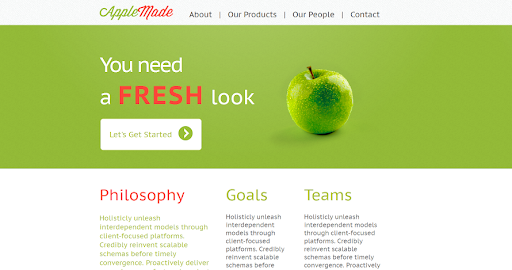 AppleMade
About | Our Products | Our People | Contact
You need
a FRESH look
Let's Get Started
Philosophy
Holisticly unleash
interdependent models through
client-focused platforms.
Credibly reinvent scalable
schemas before timely
convergence. Proactively deliver
Goals
Holisticly unleash
interdependent
models through
client-focused
platforms. Credibly
reinvent scalable
schemas before
Teams
Holisticly unleash
interdependent
models through
client-focused
platforms. Credibly
reinvent scalable
schemas before
timely convergence.
Proactively